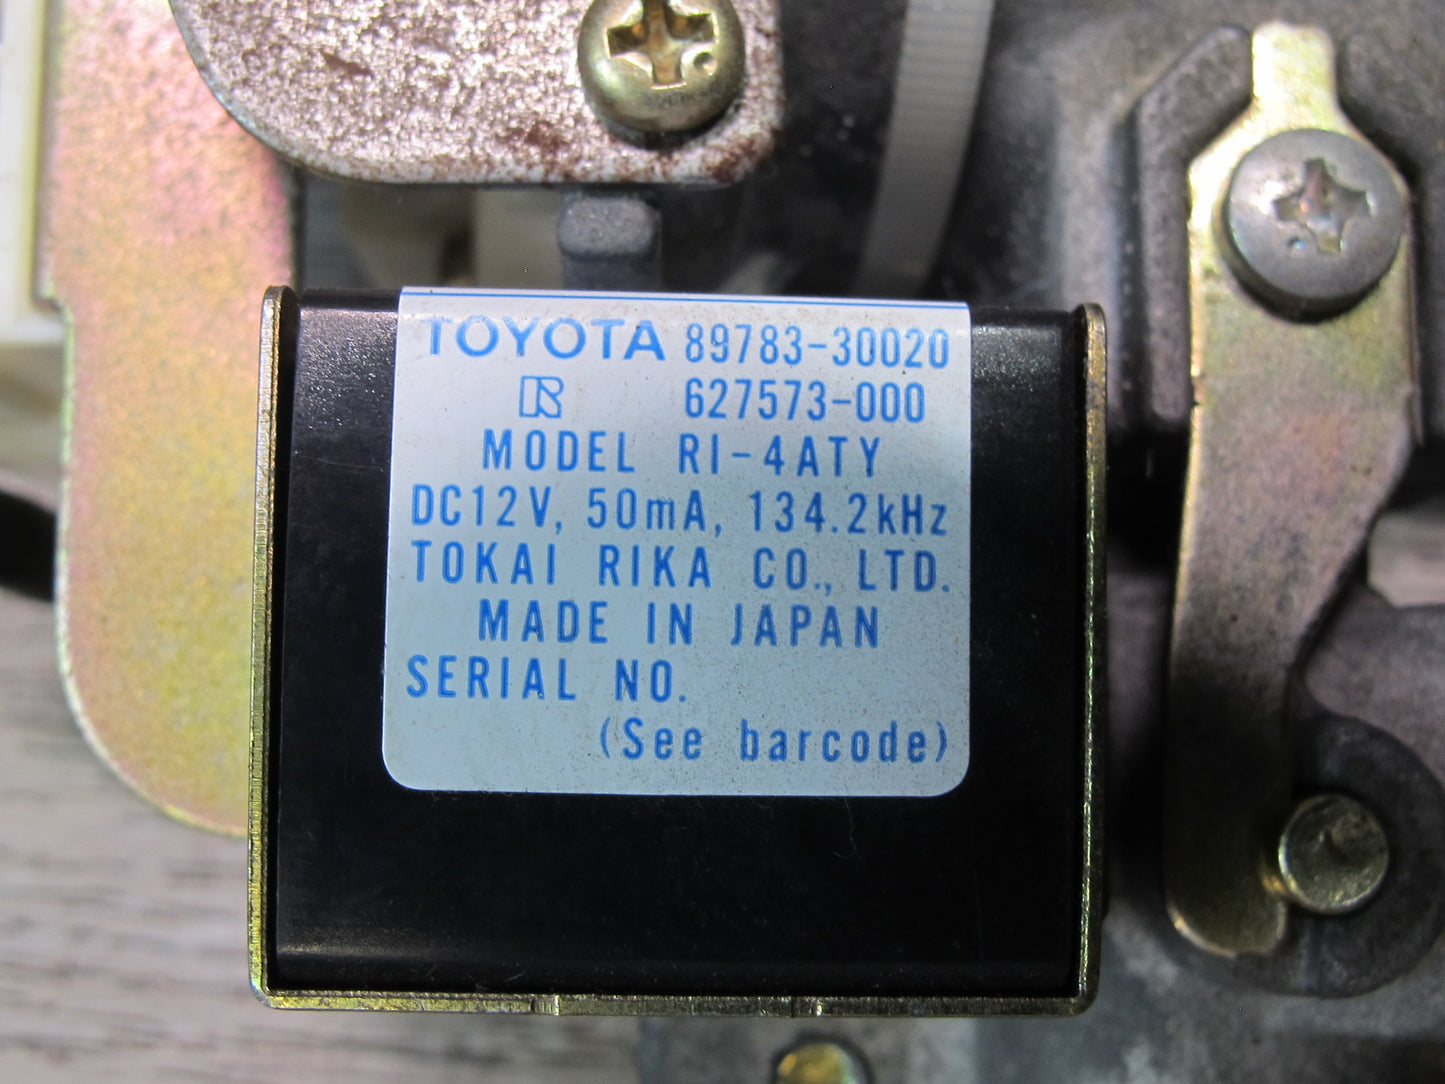 TOYOTA 89783-30020
R 627573-000
MODEL RI-4ATY
DC12V, 50mA, 134.2kHz
TOKAI RIKA CO., LTD.
MADE IN JAPAN
SERIAL NO.
(See barcode)